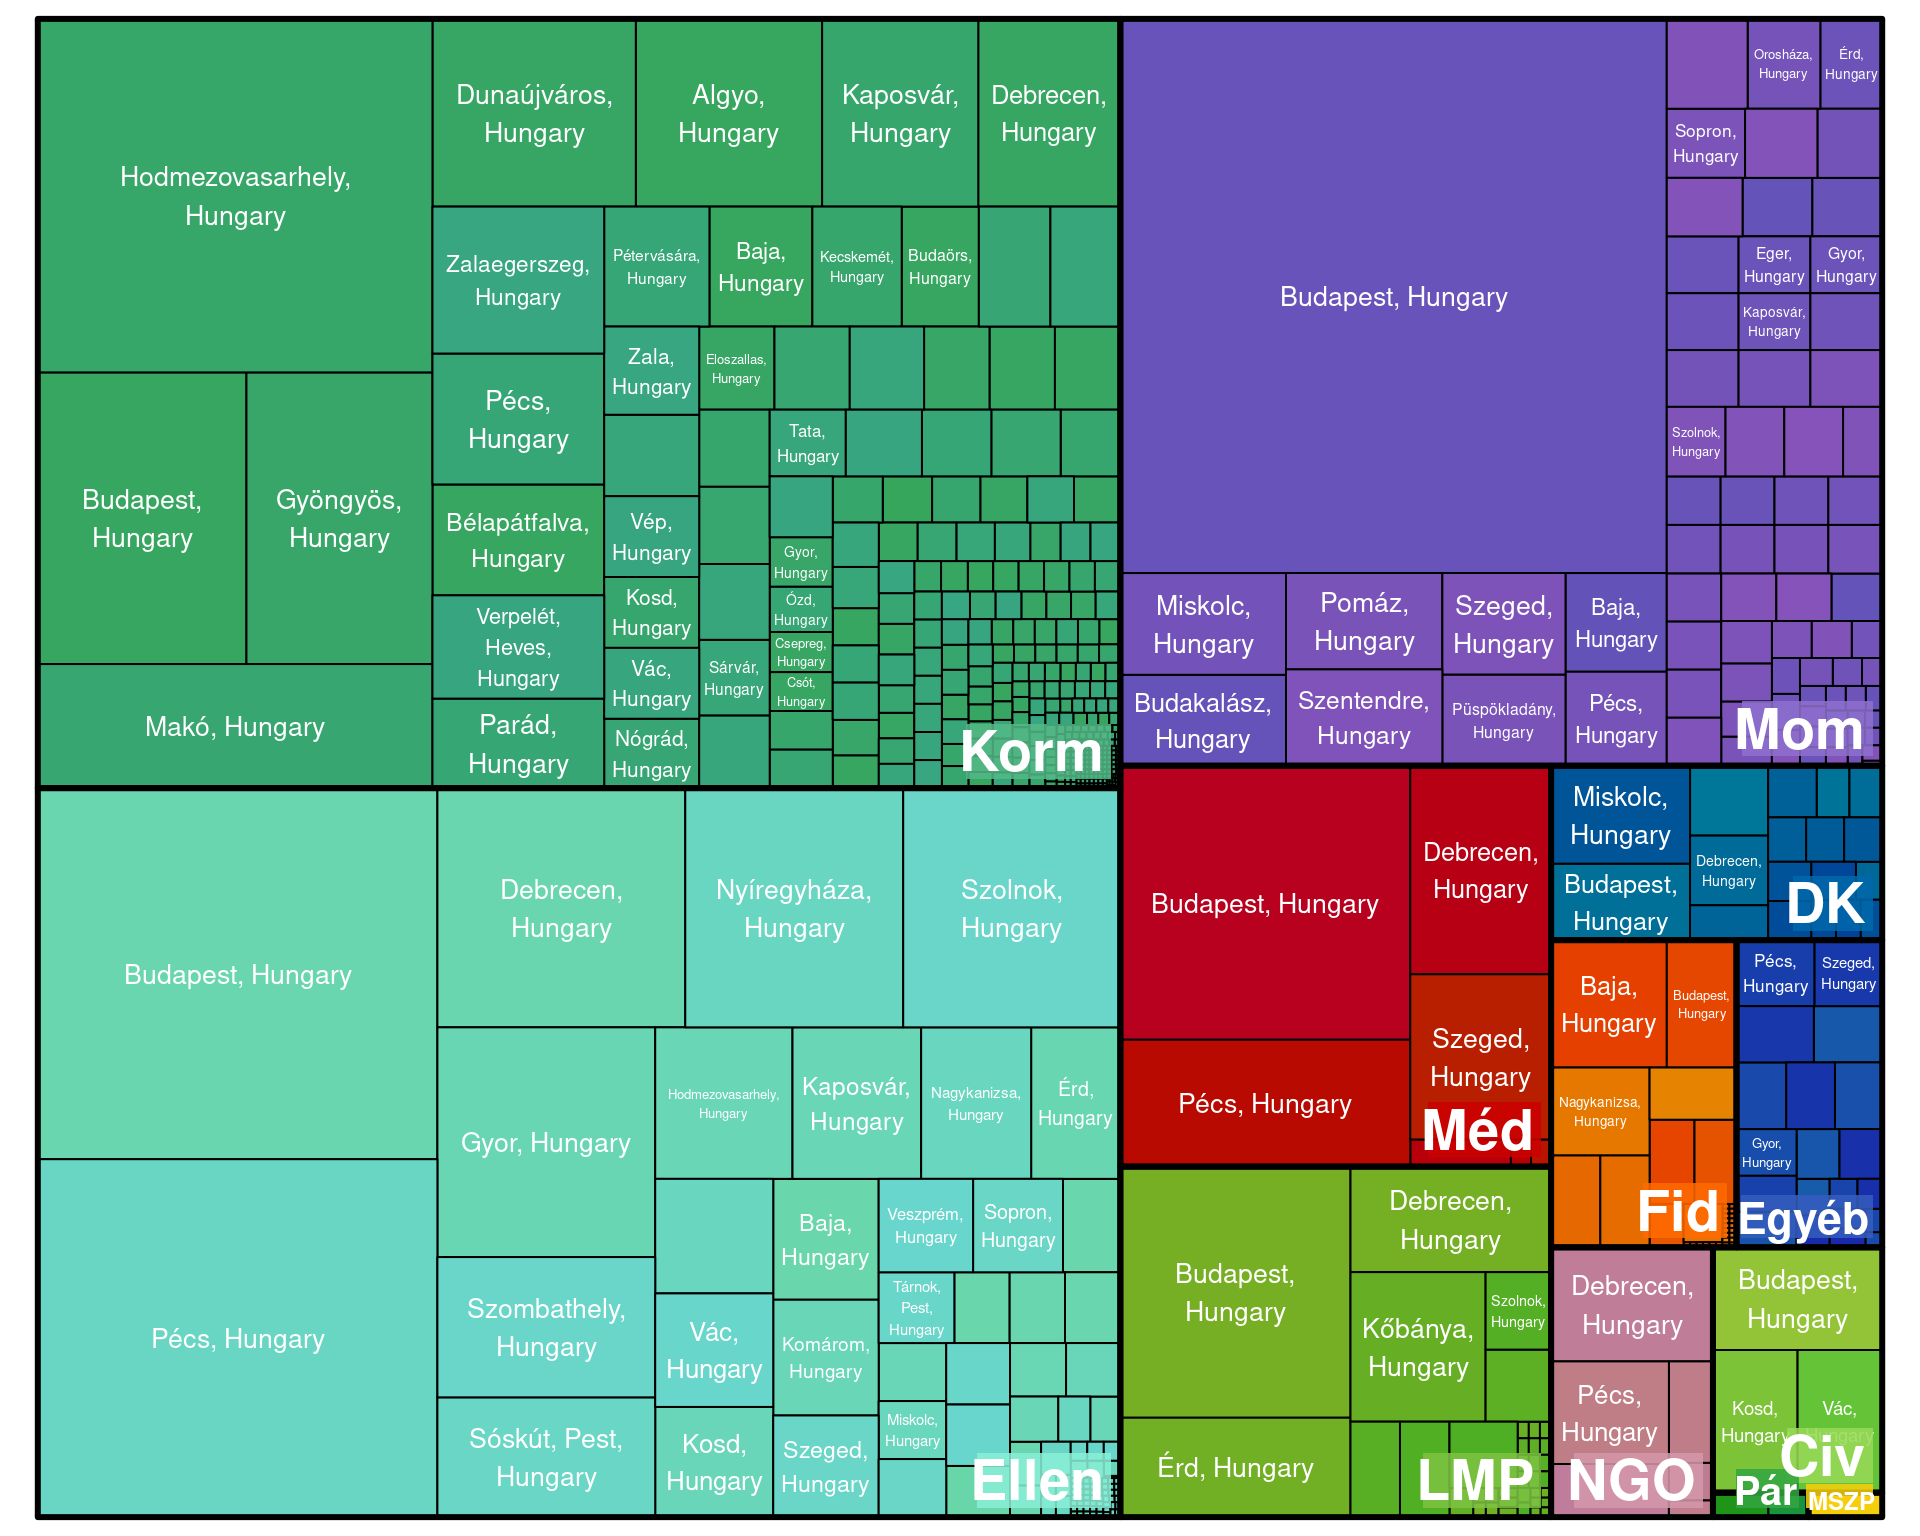 Hodmezovasarhely,
Hungary
Budapest,
Hungary
Gyöngyös,
Hungary
Makó, Hungary
Dunaújváros,
Hungary
Algyo,
Hungary
Kaposvár,
Hungary
Debrecen,
Hungary
Zalaegerszeg,
Hungary
Pécs,
Hungary
Bélapátfalva,
Hungary
Verpelét,
Heves,
Hungary
Parád,
Hungary
Pétervására,
Hungary
Baja,
Hungary
Kecskemét,
Hungary
Budaörs,
Hungary
Zala,
Hungary
Eloszallas,
Hungary
Vép,
Hungary
Kosd,
Hungary
Vác,
Hungary
Nógrád,
Hungary
Sárvár,
Hungary
Tata,
Hungary
Gyor,
Hungary
Ózd,
Hungary
Csepreg,
Hungary
Csót,
Hungary
Korm
Budapest, Hungary
Miskolc,
Hungary
Budakalász,
Hungary
Pomáz,
Hungary
Szentendre,
Hungary
Szeged,
Hungary
Püspökladány,
Hungary
Baja,
Hungary
Pécs,
Hungary
Orosháza,
Hungary
Érd,
Hungary
Sopron,
Hungary
Eger,
Hungary
Gyor,
Hungary
Kaposvár,
Hungary
Szolnok,
Hungary
Mom
Budapest, Hungary
Pécs, Hungary
Debrecen,
Hungary
Nyíregyháza,
Hungary
Szolnok,
Hungary
Gyor, Hungary
Szombathely,
Hungary
Sóskút, Pest,
Hungary
Hodmezovasarhely,
Hungary
Kaposvár,
Hungary
Nagykanizsa,
Hungary
Érd,
Hungary
Vác,
Hungary
Kosd,
Hungary
Baja,
Hungary
Komárom,
Hungary
Szeged,
Hungary
Veszprém,
Hungary
Sopron,
Hungary
Tárnok,
Pest,
Hungary
Miskolc,
Hungary
Ellen
Budapest, Hungary
Pécs, Hungary
Debrecen,
Hungary
Szeged,
Hungary
Méd
Budapest,
Hungary
Érd, Hungary
Debrecen,
Hungary
Kőbánya,
Hungary
Szolnok,
Hungary
LMP
Miskolc,
Hungary
Budapest,
Hungary
Debrecen,
Hungary
DK
Baja,
Hungary
Budapest,
Hungary
Nagykanizsa,
Hungary
Fid
Pécs,
Hungary
Szeged,
Hungary
Gyor,
Hungary
Egyéb
Debrecen,
Hungary
Pécs,
Hungary
NGO
Budapest,
Hungary
Kosd,
Hungary
Vác,
Hungary
Civ
Pár
MSZP